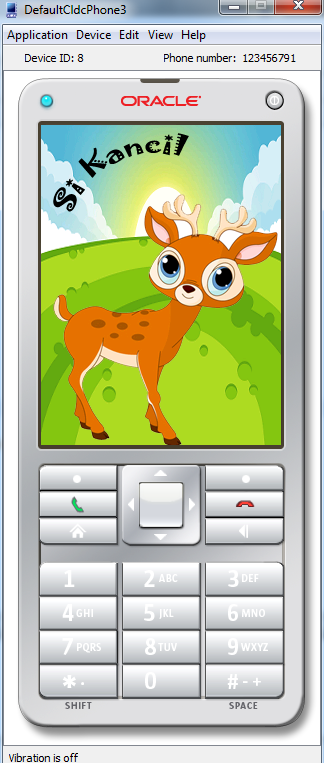 DefaultCldcPhone3
Application Device Edit View Help
Device ID: 8 Phone number: 123456791
ORACLE
Si Kancil
1 2 ABC 3 DEF
4 GHI 5 JKL 6 MNO
7 PQRS 8 TUV 9 WXYZ
* . 0 # - +
SHIFT SPACE
Vibration is off